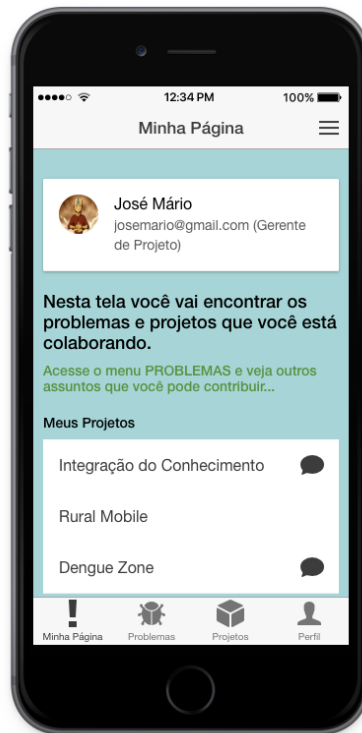 12:34 PM 100%
Minha Página
José Mário
josemario@gmail.com (Gerente
de Projeto)
Nesta tela você vai encontrar os
problemas e projetos que você está
colaborando.
Acesse o menu PROBLEMAS e veja outros
assuntos que você pode contribuir...
Meus Projetos
Integração do Conhecimento
Rural Mobile
Dengue Zone
Minha Página Problemas Projetos Perfil